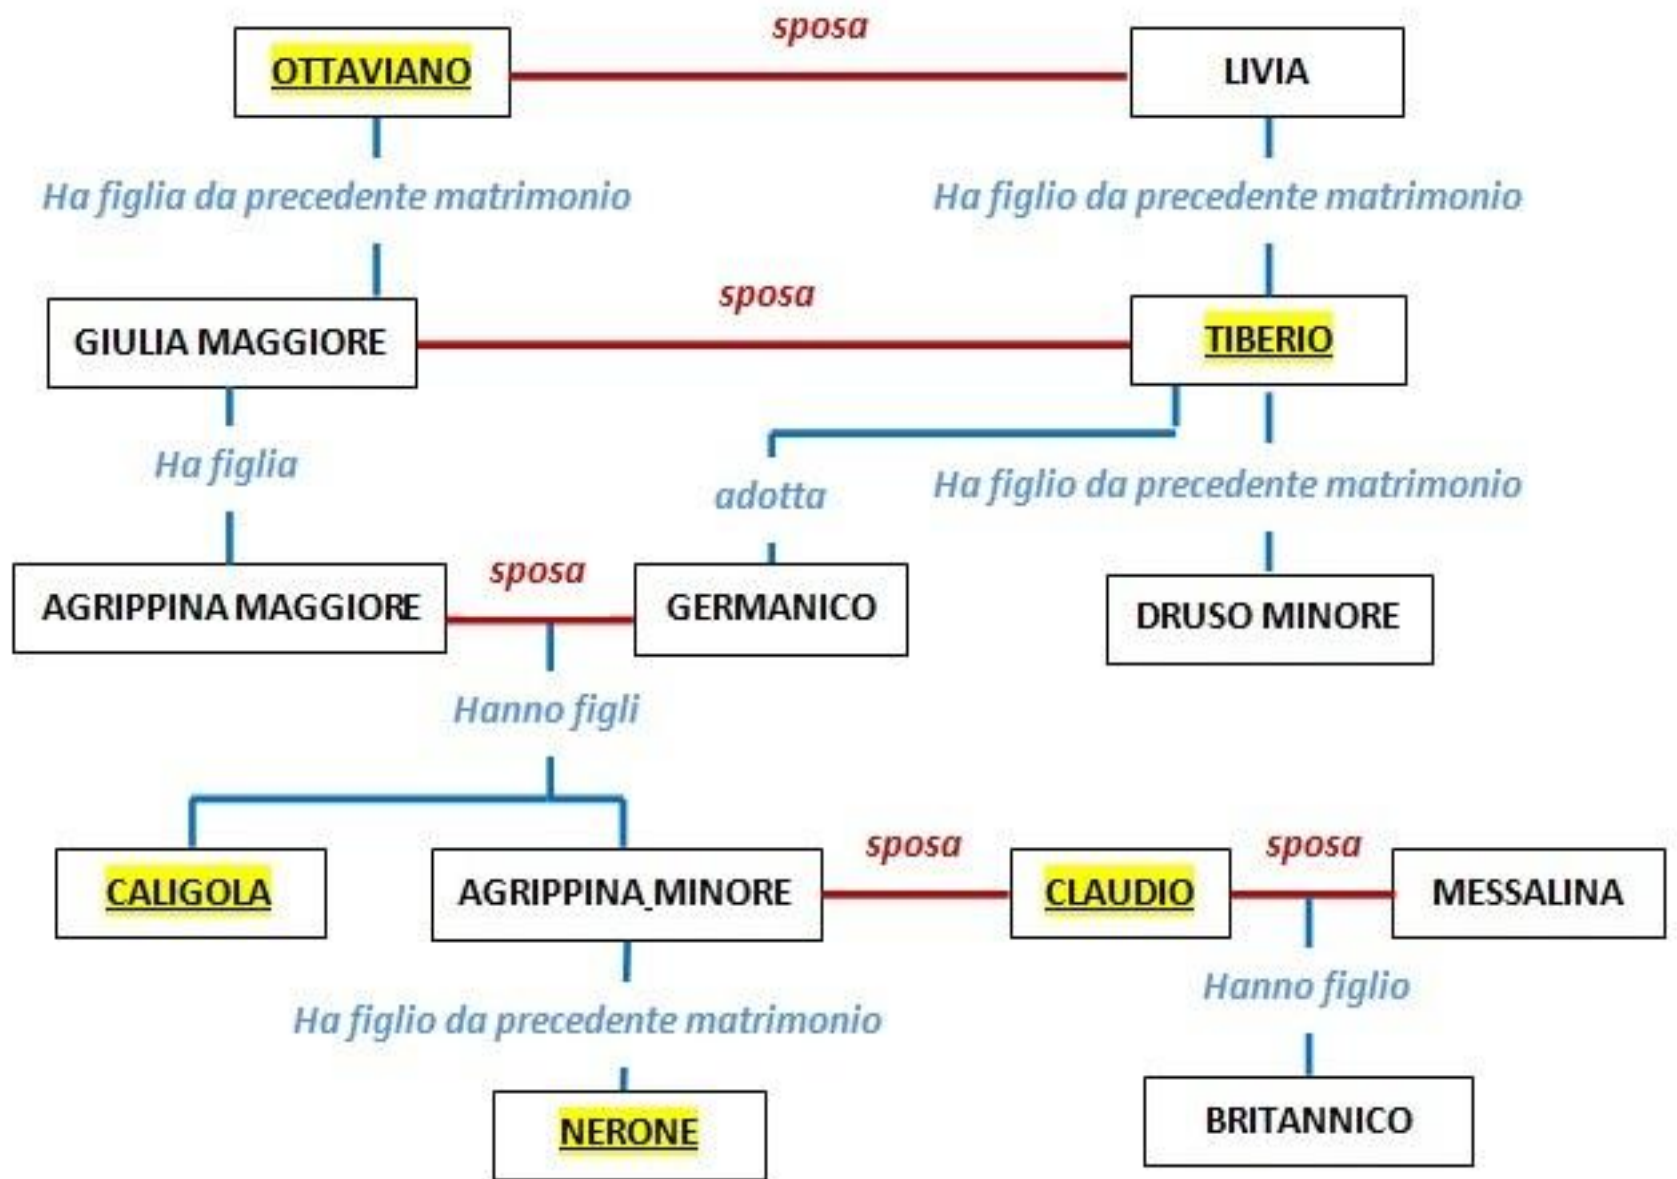 sposa
OTTAVIANO
LIVIA
Ha figlia da precedente matrimonio
Ha figlio da precedente matrimonio
sposa
GIULIA MAGGIORE
TIBERIO
Ha figlia
adotta
Ha figlio da precedente matrimonio
sposa
AGRIPPINA MAGGIORE
GERMANICO
DRUSO MINORE
Hanno figli
sposa
sposa
CALIGOLA
AGRIPPINA MINORE
CLAUDIO
MESSALINA
Ha figlio da precedente matrimonio
Hanno figlio
NERONE
BRITANNICO